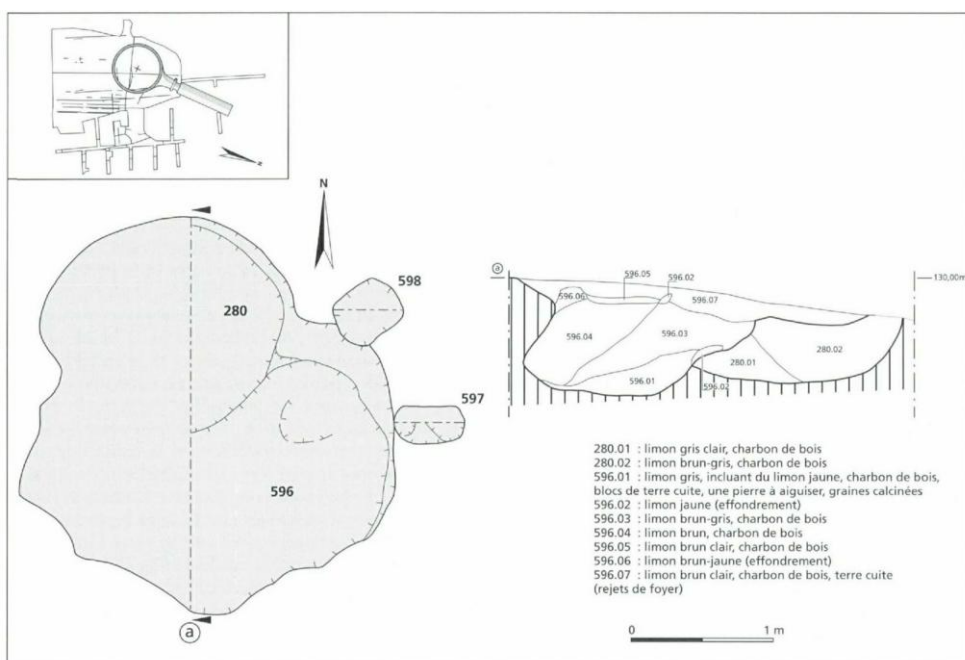 N
598
280
597
596
a
a
596.05
596.02
130,00m
596.06
596.07
596.04
596.03
280.01
280.02
596.01
596.02
280.01 : limon gris clair, charbon de bois
280.02 : limon brun-gris, charbon de bois
596.01 : limon gris, incluant du limon jaune, charbon de bois,
blocs de terre cuite, une pierre à aiguiser, graines calcinées
596.02 : limon jaune (effondrement)
596.03 : limon brun-gris, charbon de bois
596.04 : limon brun, charbon de bois
596.05 : limon brun clair, charbon de bois
596.06 : limon brun-jaune (effondrement)
596.07 : limon brun clair, charbon de bois, terre cuite
(rejets de foyer)
0 1 m